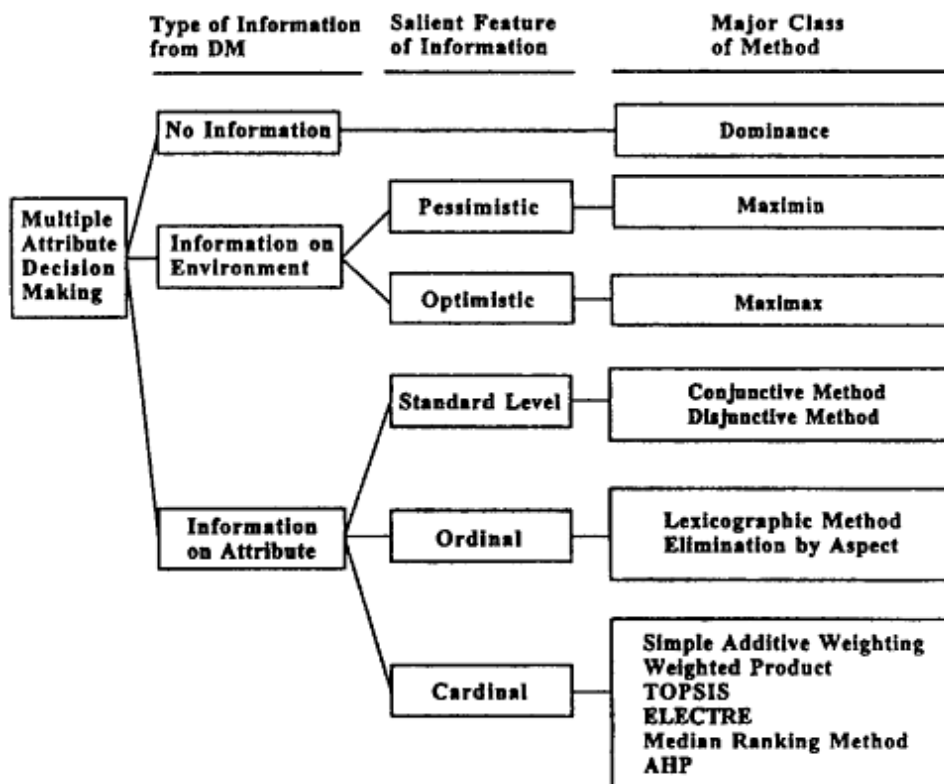 Type of Information
from DM
Salient Feature
of Information
Major Class
of Method
No Information
Dominance
Multiple
Attribute
Decision
Making
Information on
Environment
Pessimistic
Maximin
Optimistic
Maximax
Information
on Attribute
Standard Level
Conjunctive Method
Disjunctive Method
Ordinal
Lexicographic Method
Elimination by Aspect
Cardinal
Simple Additive Weighting
Weighted Product
TOPSIS
ELECTRE
Median Ranking Method
AHP